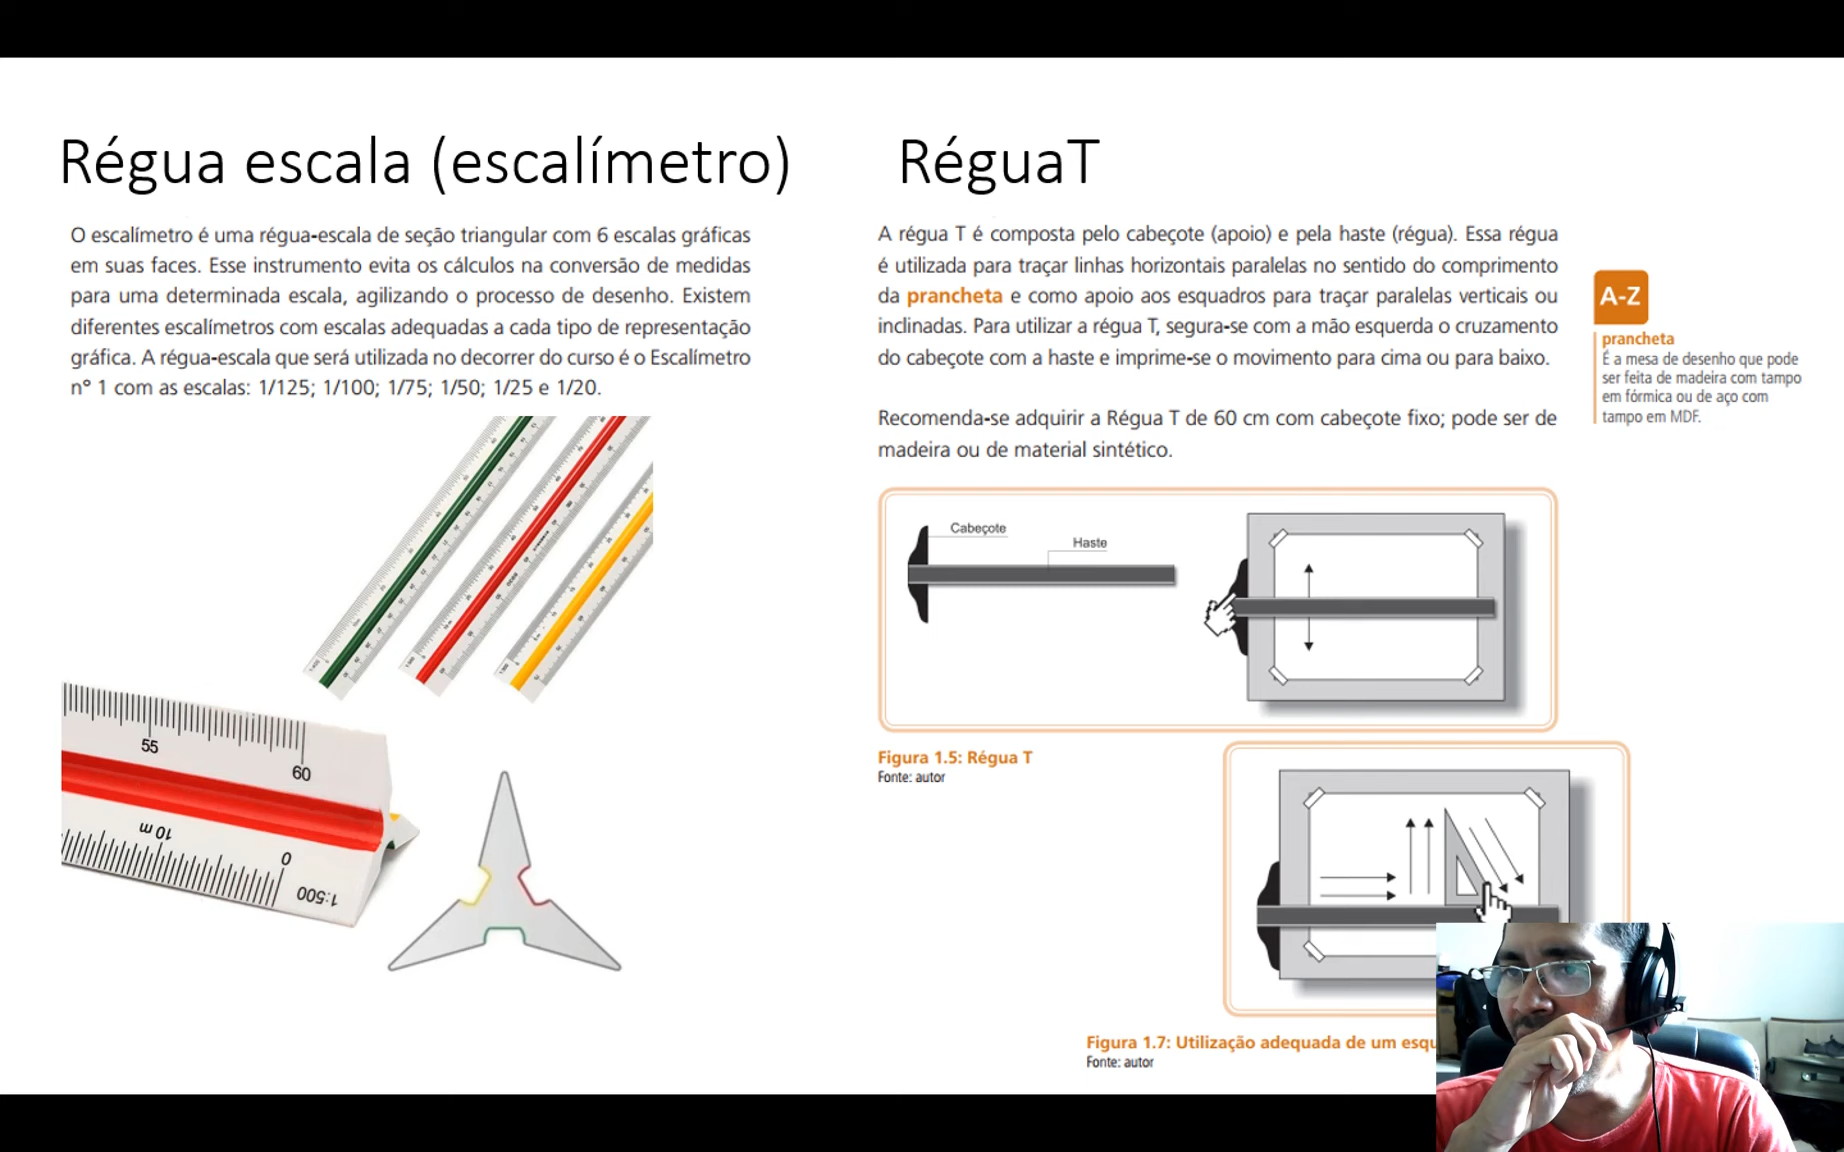 Régua escala (escalímetro)
O escalímetro é uma régua-escala de seção triangular com 6 escalas gráficas
em suas faces. Esse instrumento evita os cálculos na conversão de medidas
para uma determinada escala, agilizando o processo de desenho. Existem
diferentes escalímetros com escalas adequadas a cada tipo de representação
gráfica. A régua-escala que será utilizada no decorrer do curso é o Escalímetro
n° 1 com as escalas: 1/125; 1/100; 1/75; 1/50; 1/25 e 1/20.
55
60
10 m
0
1:500
RéguaT
A régua T é composta pelo cabeçote (apoio) e pela haste (régua). Essa régua
é utilizada para traçar linhas horizontais paralelas no sentido do comprimento
da prancheta e como apoio aos esquadros para traçar paralelas verticais ou
inclinadas. Para utilizar a régua T, segura-se com a mão esquerda o cruzamento
do cabeçote com a haste e imprime-se o movimento para cima ou para baixo.
Recomenda-se adquirir a Régua T de 60 cm com cabeçote fixo; pode ser de
madeira ou de material sintético.
A-Z
prancheta
É a mesa de desenho que pode
ser feita de madeira com tampo
em fórmica ou de aço com
tampo em MDF.
Cabeçote
Haste
Figura 1.5: Régua T
Fonte: autor
Figura 1.7: Utilização adequada de um esqu
Fonte: autor